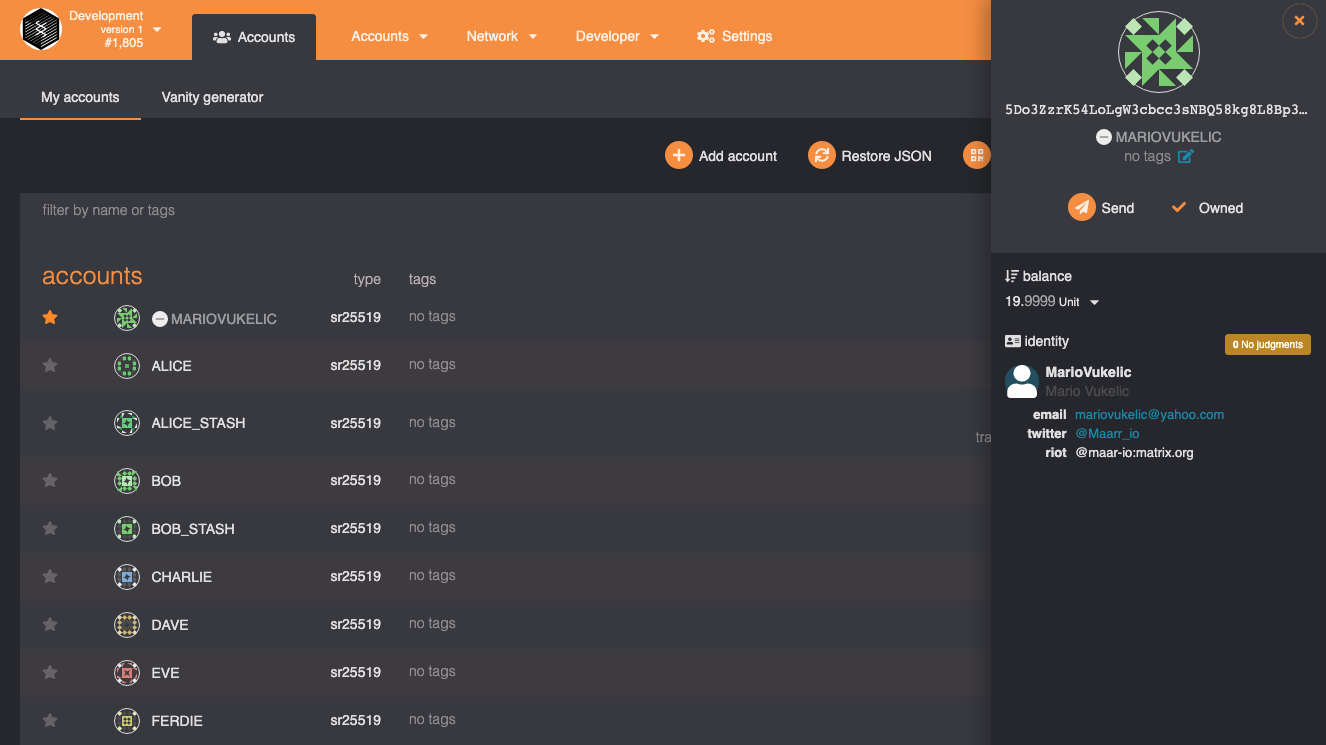 Development
version 1
#1,805
Accounts
Accounts
Network
Developer
Settings
My accounts
Vanity generator
Add account
Restore JSON
filter by name or tags
accounts type tags
MARIOVUKELIC sr25519 no tags
ALICE sr25519 no tags
ALICE_STASH sr25519 no tags
tra
BOB sr25519 no tags
BOB_STASH sr25519 no tags
CHARLIE sr25519 no tags
DAVE sr25519 no tags
EVE sr25519 no tags
FERDIE sr25519 no tags
5Do3ZzrK54LoLgW3cbcc3sNBQ58kg8L8Bp3…
MARIOVUKELIC
no tags
Send
Owned
balance
19.9999 Unit
identity
0 No judgments
MarioVukelic
Mario Vukelic
email mariovukelic@yahoo.com
twitter @Maarr_io
riot @maar-io:matrix.org